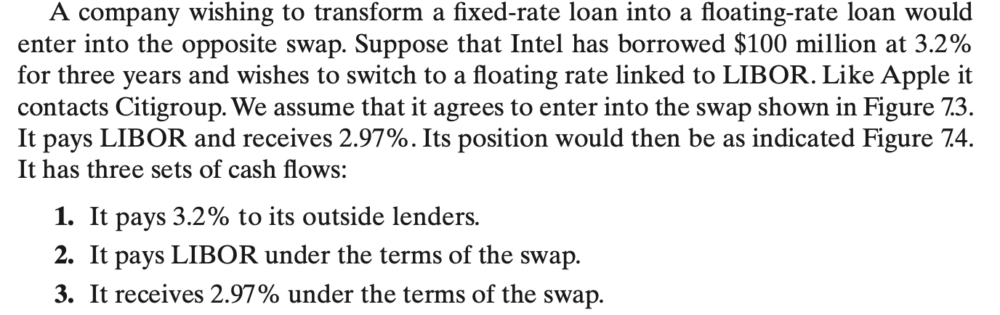 A company wishing to transform a fixed-rate loan into a floating-rate loan would
enter into the opposite swap. Suppose that Intel has borrowed $100 million at 3.2%
for three years and wishes to switch to a floating rate linked to LIBOR. Like Apple it
contacts Citigroup. We assume that it agrees to enter into the swap shown in Figure 7.3.
It pays LIBOR and receives 2.97%. Its position would then be as indicated Figure 7.4.
It has three sets of cash flows:
1. It pays 3.2% to its outside lenders.
2. It pays LIBOR under the terms of the swap.
3. It receives 2.97% under the terms of the swap.